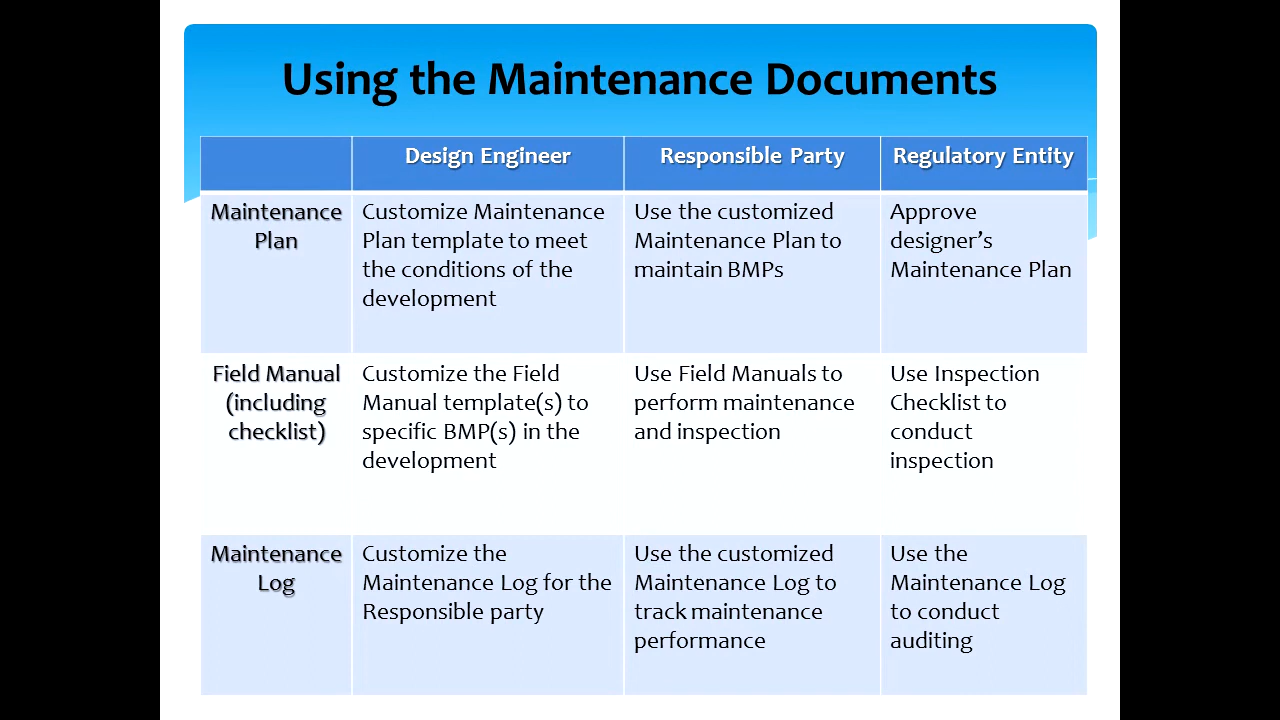 Using the Maintenance Documents
Design Engineer
Responsible Party
Regulatory Entity
Maintenance
Plan
Customize Maintenance
Plan template to meet
the conditions of the
development
Use the customized
Maintenance Plan to
maintain BMPs
Approve
designer’s
Maintenance Plan
Field Manual
(including
checklist)
Customize the Field
Manual template(s) to
specific BMP(s) in the
development
Use Field Manuals to
perform maintenance
and inspection
Use Inspection
Checklist to
conduct
inspection
Maintenance
Log
Customize the
Maintenance Log for the
Responsible party
Use the customized
Maintenance Log to
track maintenance
performance
Use the
Maintenance Log
to conduct
auditing